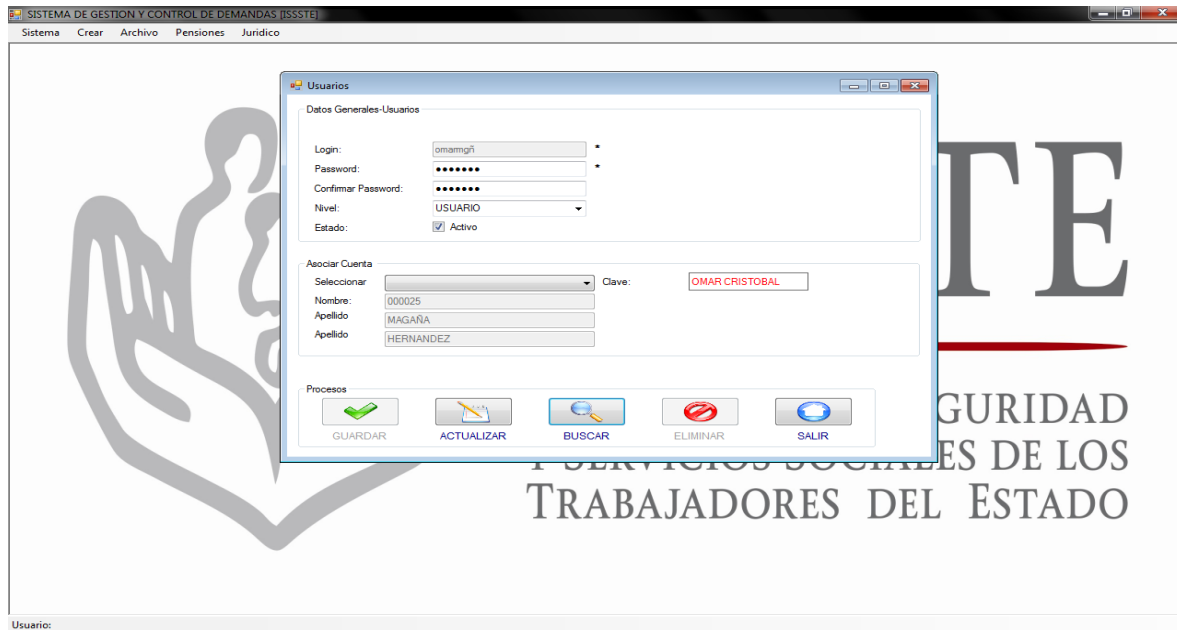 SISTEMA DE GESTION Y CONTROL DE DEMANDAS [ISSSTE]
Sistema Crear Archivo Pensiones Juridico
Usuarios
Datos Generales-Usuarios
Login: omarmgñ *
Password: ●●●●●●● *
Confirmar Password: ●●●●●●●
Nivel: USUARIO
Estado: Activo
Asociar Cuenta
Seleccionar Clave: OMAR CRISTOBAL
Nombre: 000025
Apellido MAGAÑA
Apellido HERNANDEZ
Procesos
GUARDAR ACTUALIZAR BUSCAR ELIMINAR SALIR
TE
GURIDAD
Y SERVICIOS SOCIALES DE LOS
TRABAJADORES DEL ESTADO
Usuario: